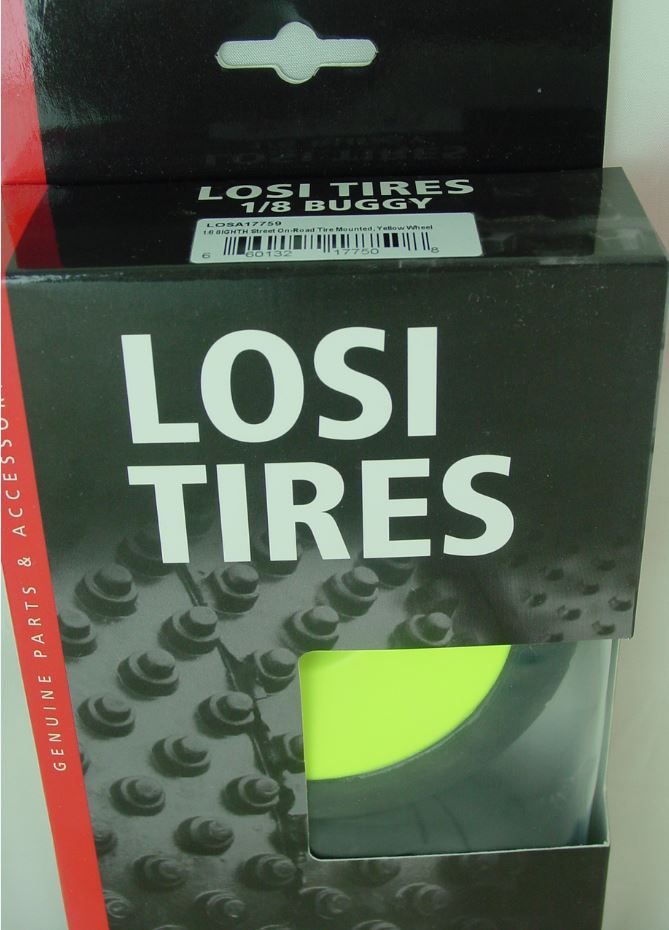 LOSI TIRES
1/8 BUGGY
LOSA17759
1:8 8IGHTH Street On-Road Tire Mounted, Yellow Wheel
6 60132 17750 8
LOSI
TIRES
GENUINE PARTS &